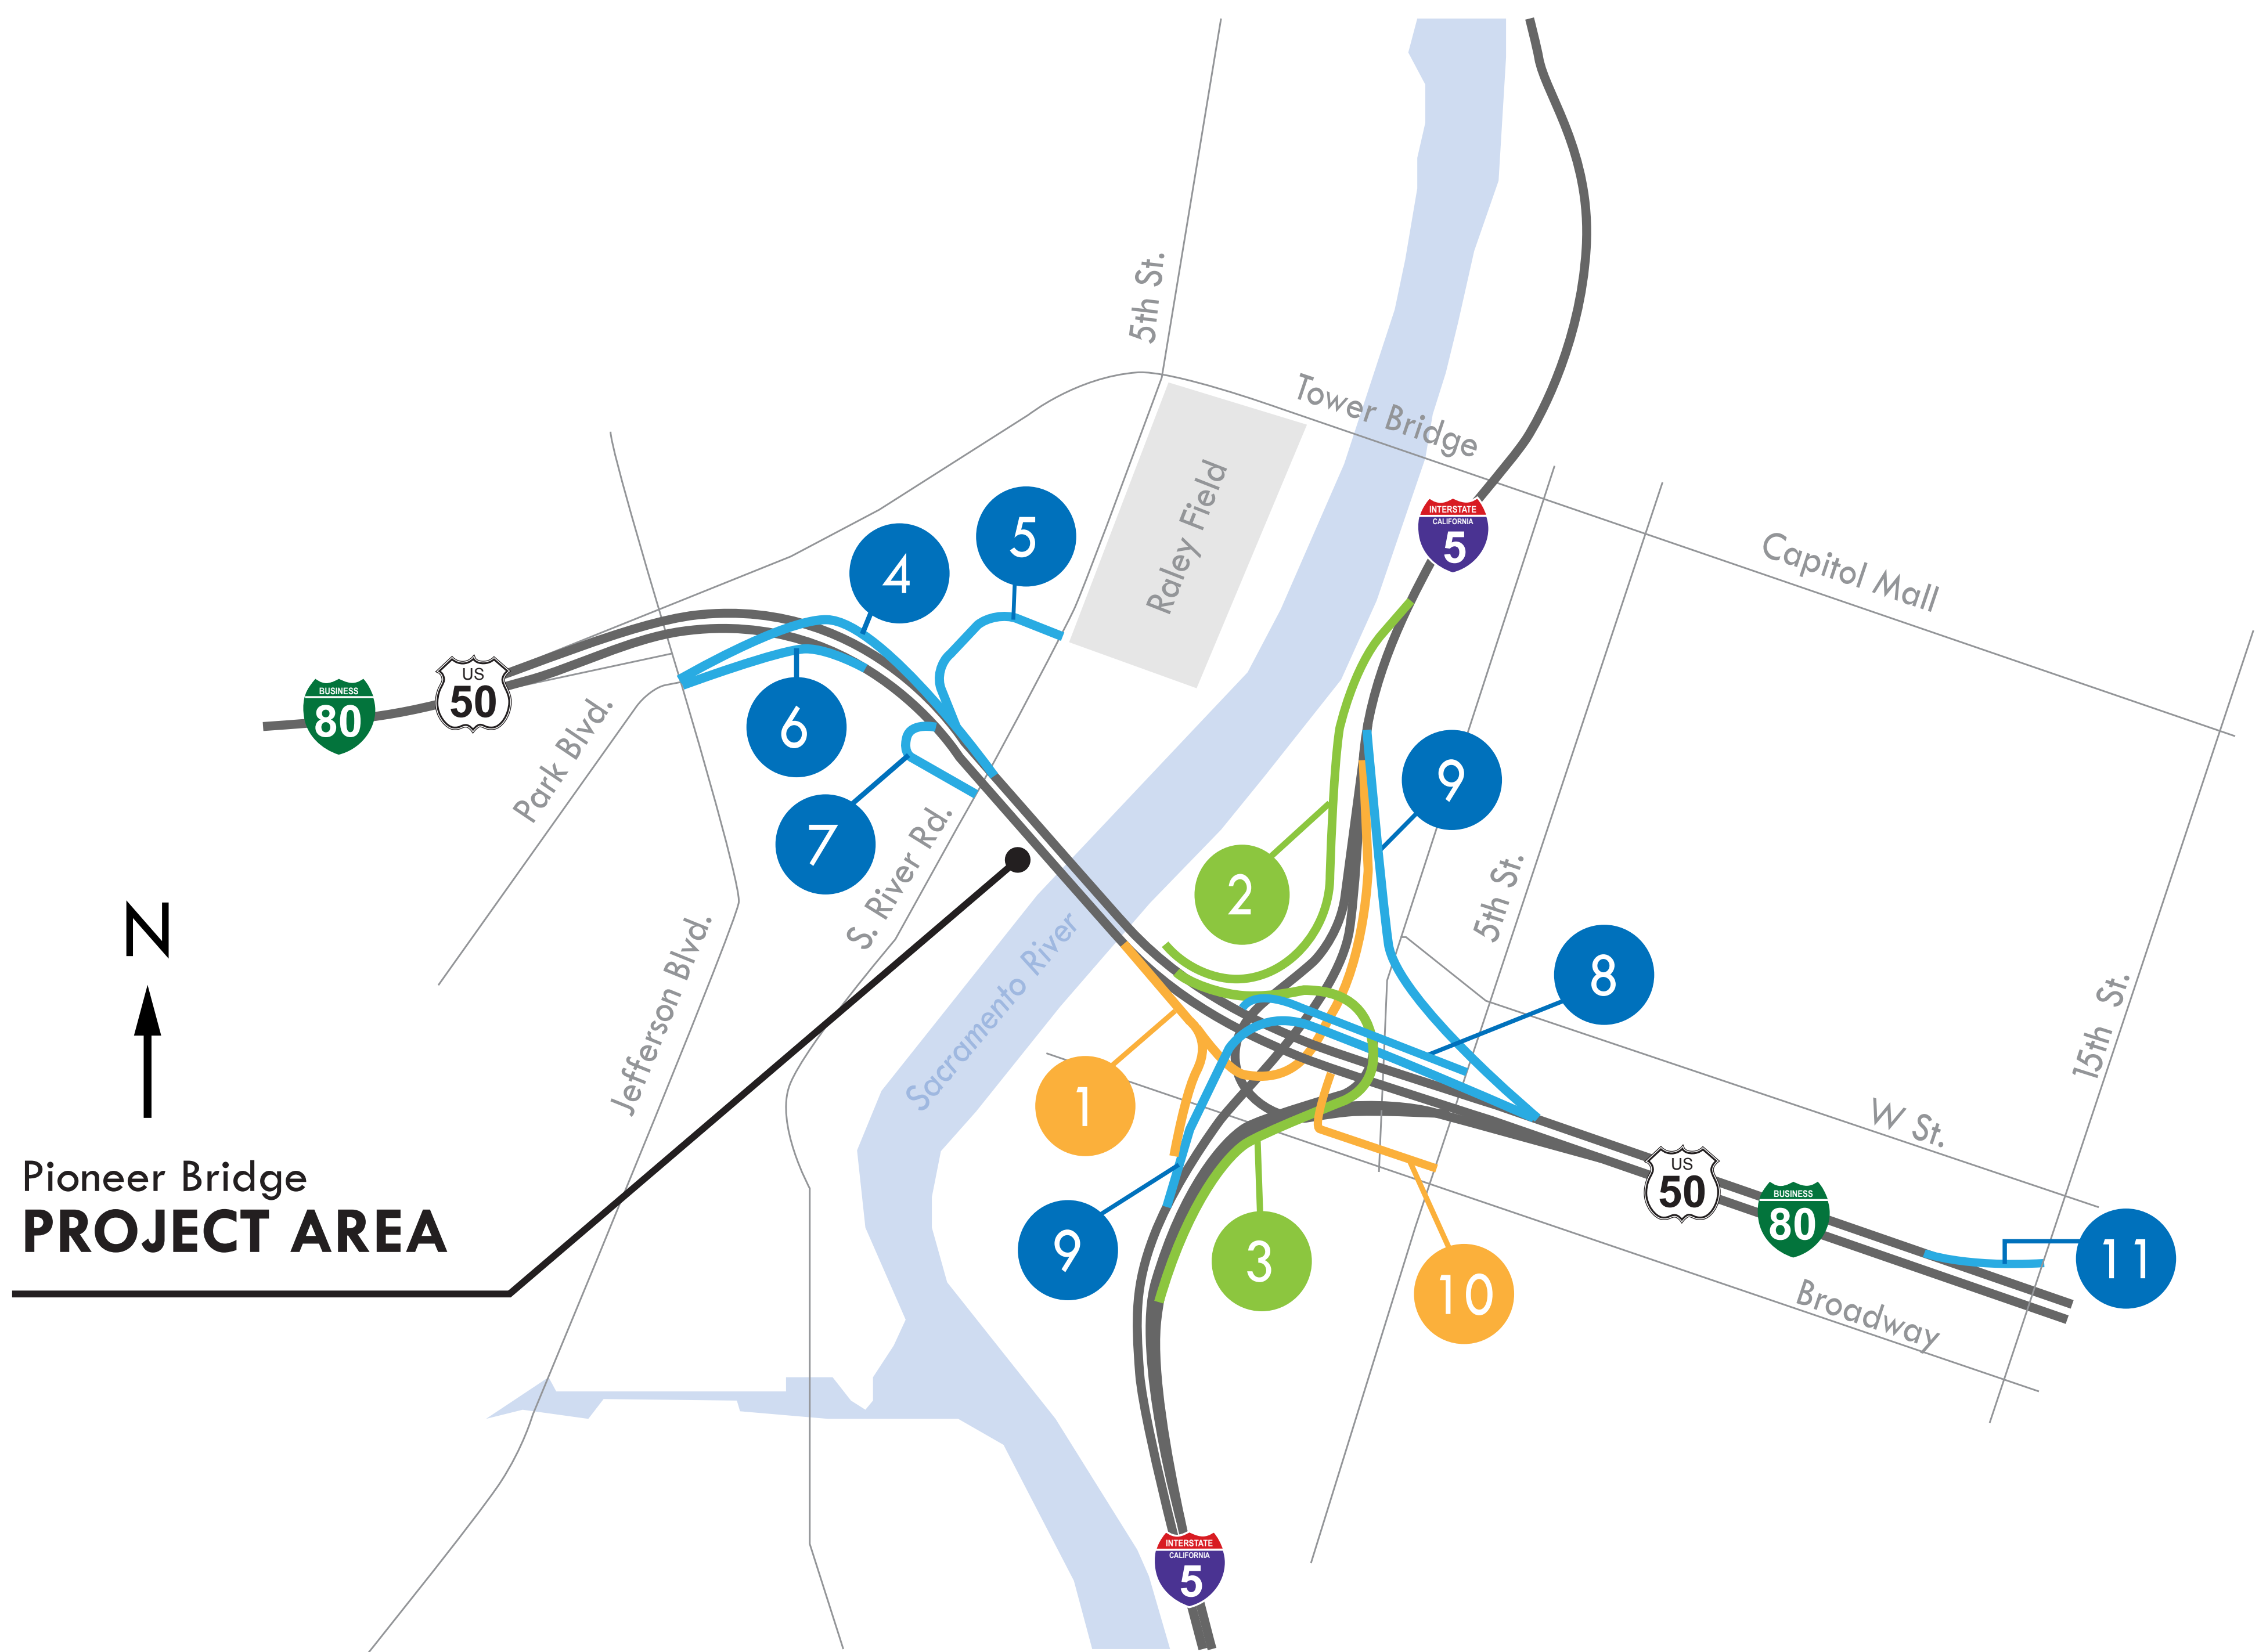 5th St.
Tower Bridge
Raley Field
INTERSTATE
CALIFORNIA
5
Capitol Mall
4
5
US
50
BUSINESS
80
6
7
Park Blvd.
S. River Rd.
Jefferson Blvd.
Sacramento River
9
2
5th St.
8
15th St.
N
1
W St.
Pioneer Bridge
PROJECT AREA
9
3
10
US
50
BUSINESS
80
11
Broadway
INTERSTATE
CALIFORNIA
5